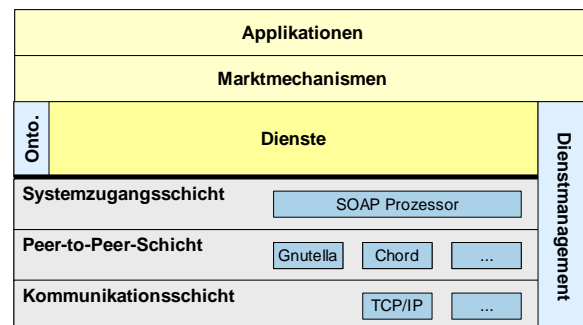 Applikationen
Marktmechanismen
Onto.
Dienste
Dienstmanagement
Systemzugangsschicht
SOAP Prozessor
Peer-to-Peer-Schicht
Gnutella
Chord
...
Kommunikationsschicht
TCP/IP
...